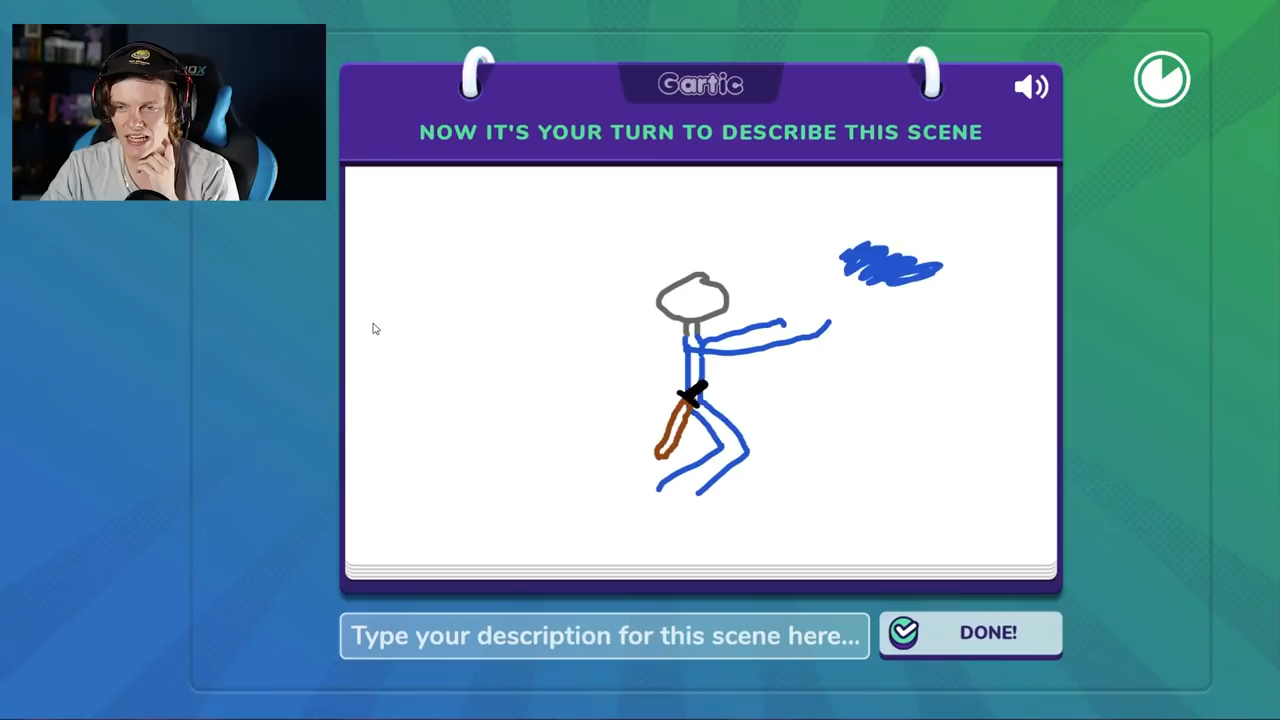 Gartic
NOW IT'S YOUR TURN TO DESCRIBE THIS SCENE
Type your description for this scene here...
DONE!